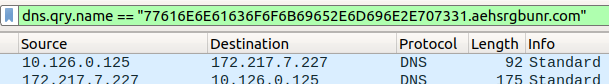 dns.qry.name == "77616E6E61636F6F6B69652E6D696E2E707331.aehsrgbunr.com"
Source Destination Protocol Length Info
10.126.0.125 172.217.7.227 DNS 92 Standard
172.217.7.227 10.126.0.125 DNS 175 Standard